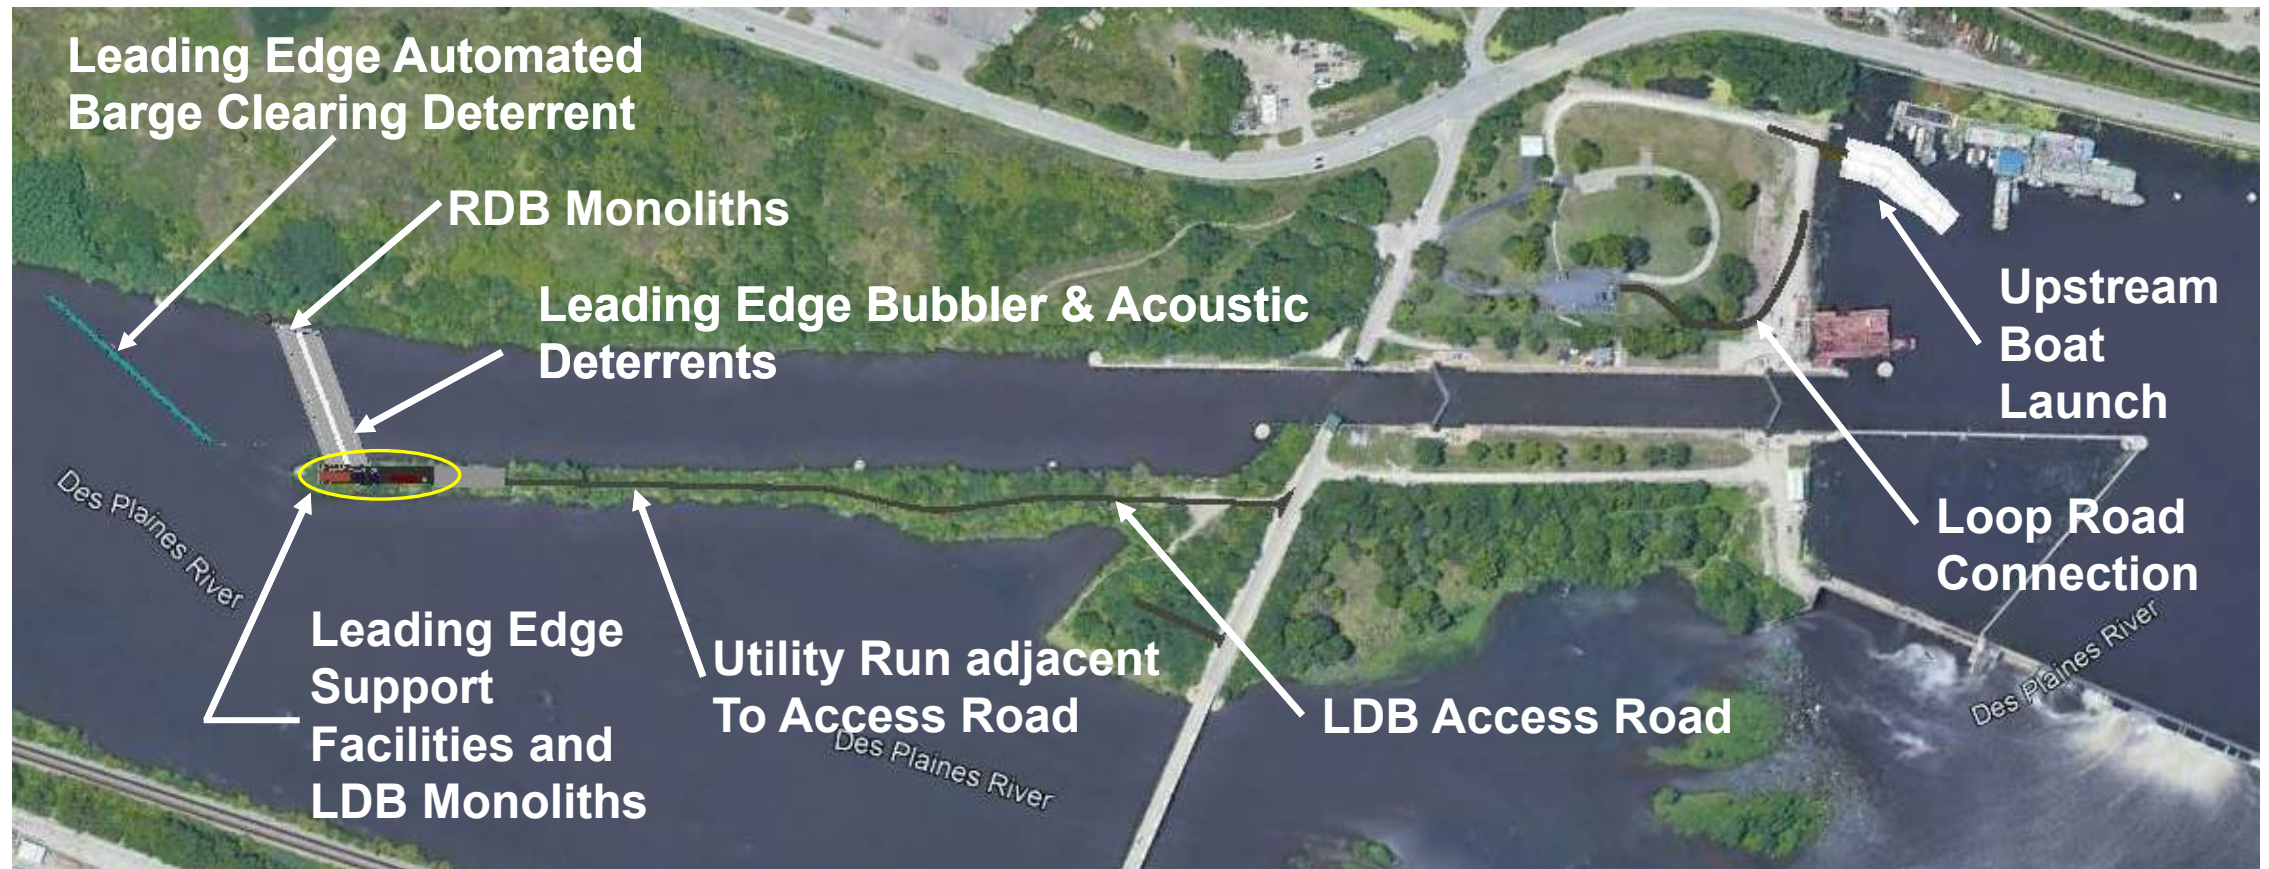 Leading Edge Automated
Barge Clearing Deterrent
RDB Monoliths
Leading Edge Bubbler & Acoustic
Deterrents
Upstream
Boat
Launch
Des Plaines River
Loop Road
Connection
Des Plaines River
Leading Edge
Support
Facilities and
LDB Monoliths
Utility Run adjacent
To Access Road
LDB Access Road
Des Plaines River